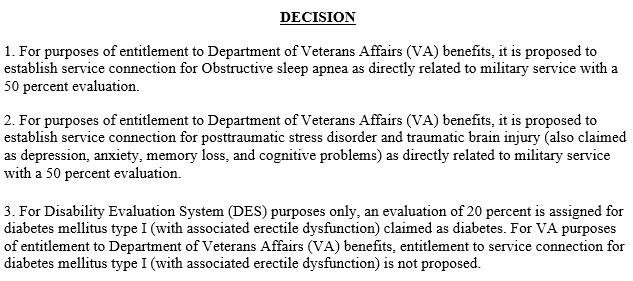 DECISION
1. For purposes of entitlement to Department of Veterans Affairs (VA) benefits, it is proposed to
establish service connection for Obstructive sleep apnea as directly related to military service with a
50 percent evaluation.
2. For purposes of entitlement to Department of Veterans Affairs (VA) benefits, it is proposed to
establish service connection for posttraumatic stress disorder and traumatic brain injury (also claimed
as depression, anxiety, memory loss, and cognitive problems) as directly related to military service
with a 50 percent evaluation.
3. For Disability Evaluation System (DES) purposes only, an evaluation of 20 percent is assigned for
diabetes mellitus type I (with associated erectile dysfunction) claimed as diabetes. For VA purposes
of entitlement to Department of Veterans Affairs (VA) benefits, entitlement to service connection for
diabetes mellitus type I (with associated erectile dysfunction) is not proposed.